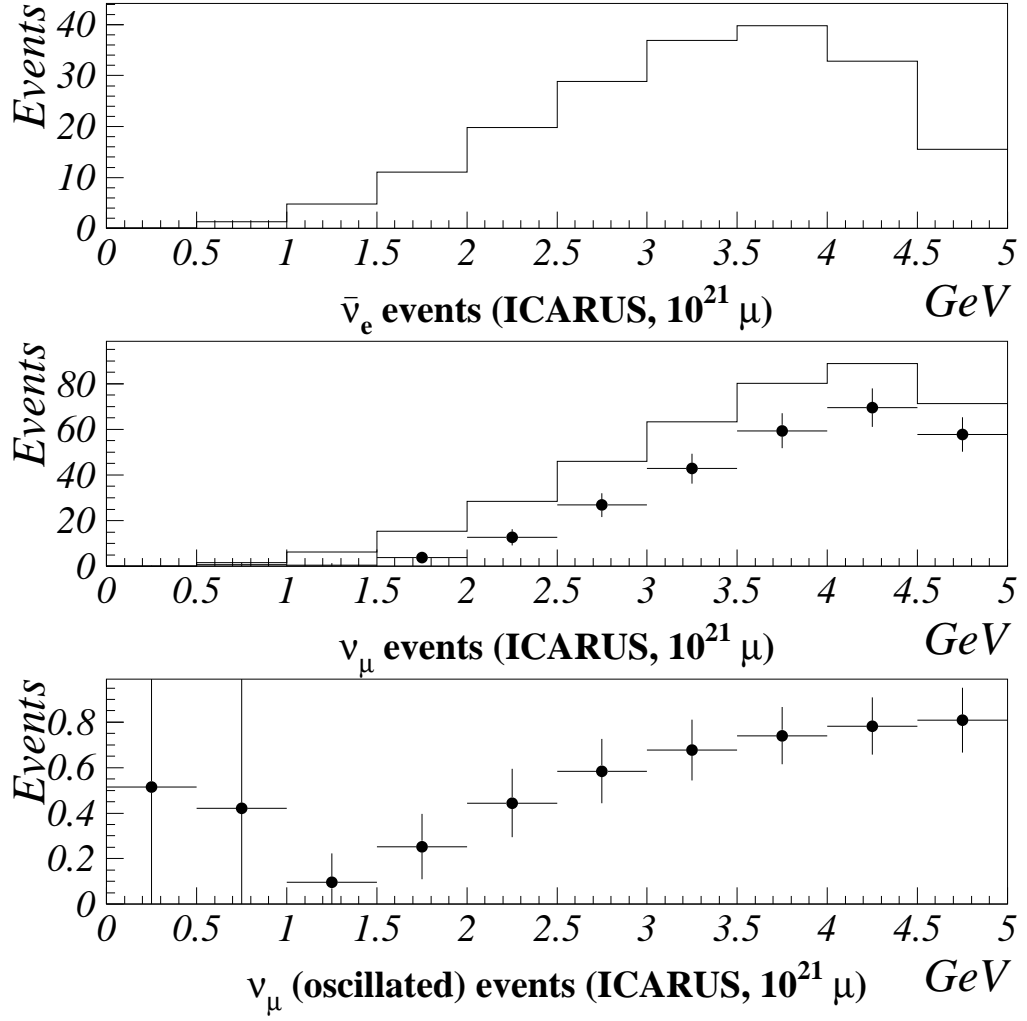 Events
40
30
20
10
0
0 0.5 1 1.5 2 2.5 3 3.5 4 4.5 5
GeV
ν̄e events (ICARUS, 10²¹ μ)
Events
80
60
40
20
0
0 0.5 1 1.5 2 2.5 3 3.5 4 4.5 5
GeV
νμ events (ICARUS, 10²¹ μ)
Events
0.8
0.6
0.4
0.2
0
0 0.5 1 1.5 2 2.5 3 3.5 4 4.5 5
GeV
νμ (oscillated) events (ICARUS, 10²¹ μ)